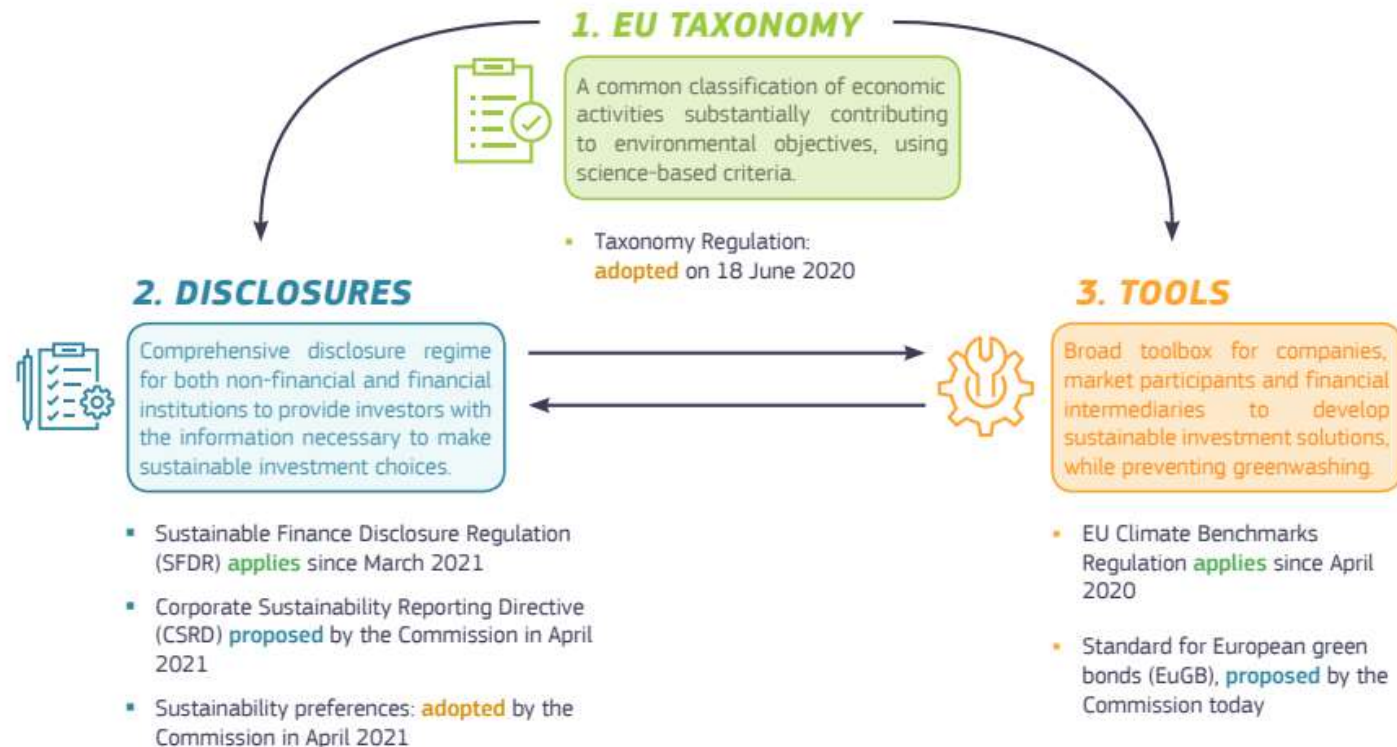 1. EU TAXONOMY
A common classification of economic
activities substantially contributing
to environmental objectives, using
science-based criteria.
▪ Taxonomy Regulation:
adopted on 18 June 2020
2. DISCLOSURES
Comprehensive disclosure regime
for both non-financial and financial
institutions to provide investors with
the information necessary to make
sustainable investment choices.
▪ Sustainable Finance Disclosure Regulation
(SFDR) applies since March 2021
▪ Corporate Sustainability Reporting Directive
(CSRD) proposed by the Commission in April
2021
▪ Sustainability preferences: adopted by the
Commission in April 2021
3. TOOLS
Broad toolbox for companies,
market participants and financial
intermediaries to develop
sustainable investment solutions,
while preventing greenwashing.
▪ EU Climate Benchmarks
Regulation applies since April
2020
▪ Standard for European green
bonds (EuGB), proposed by the
Commission today